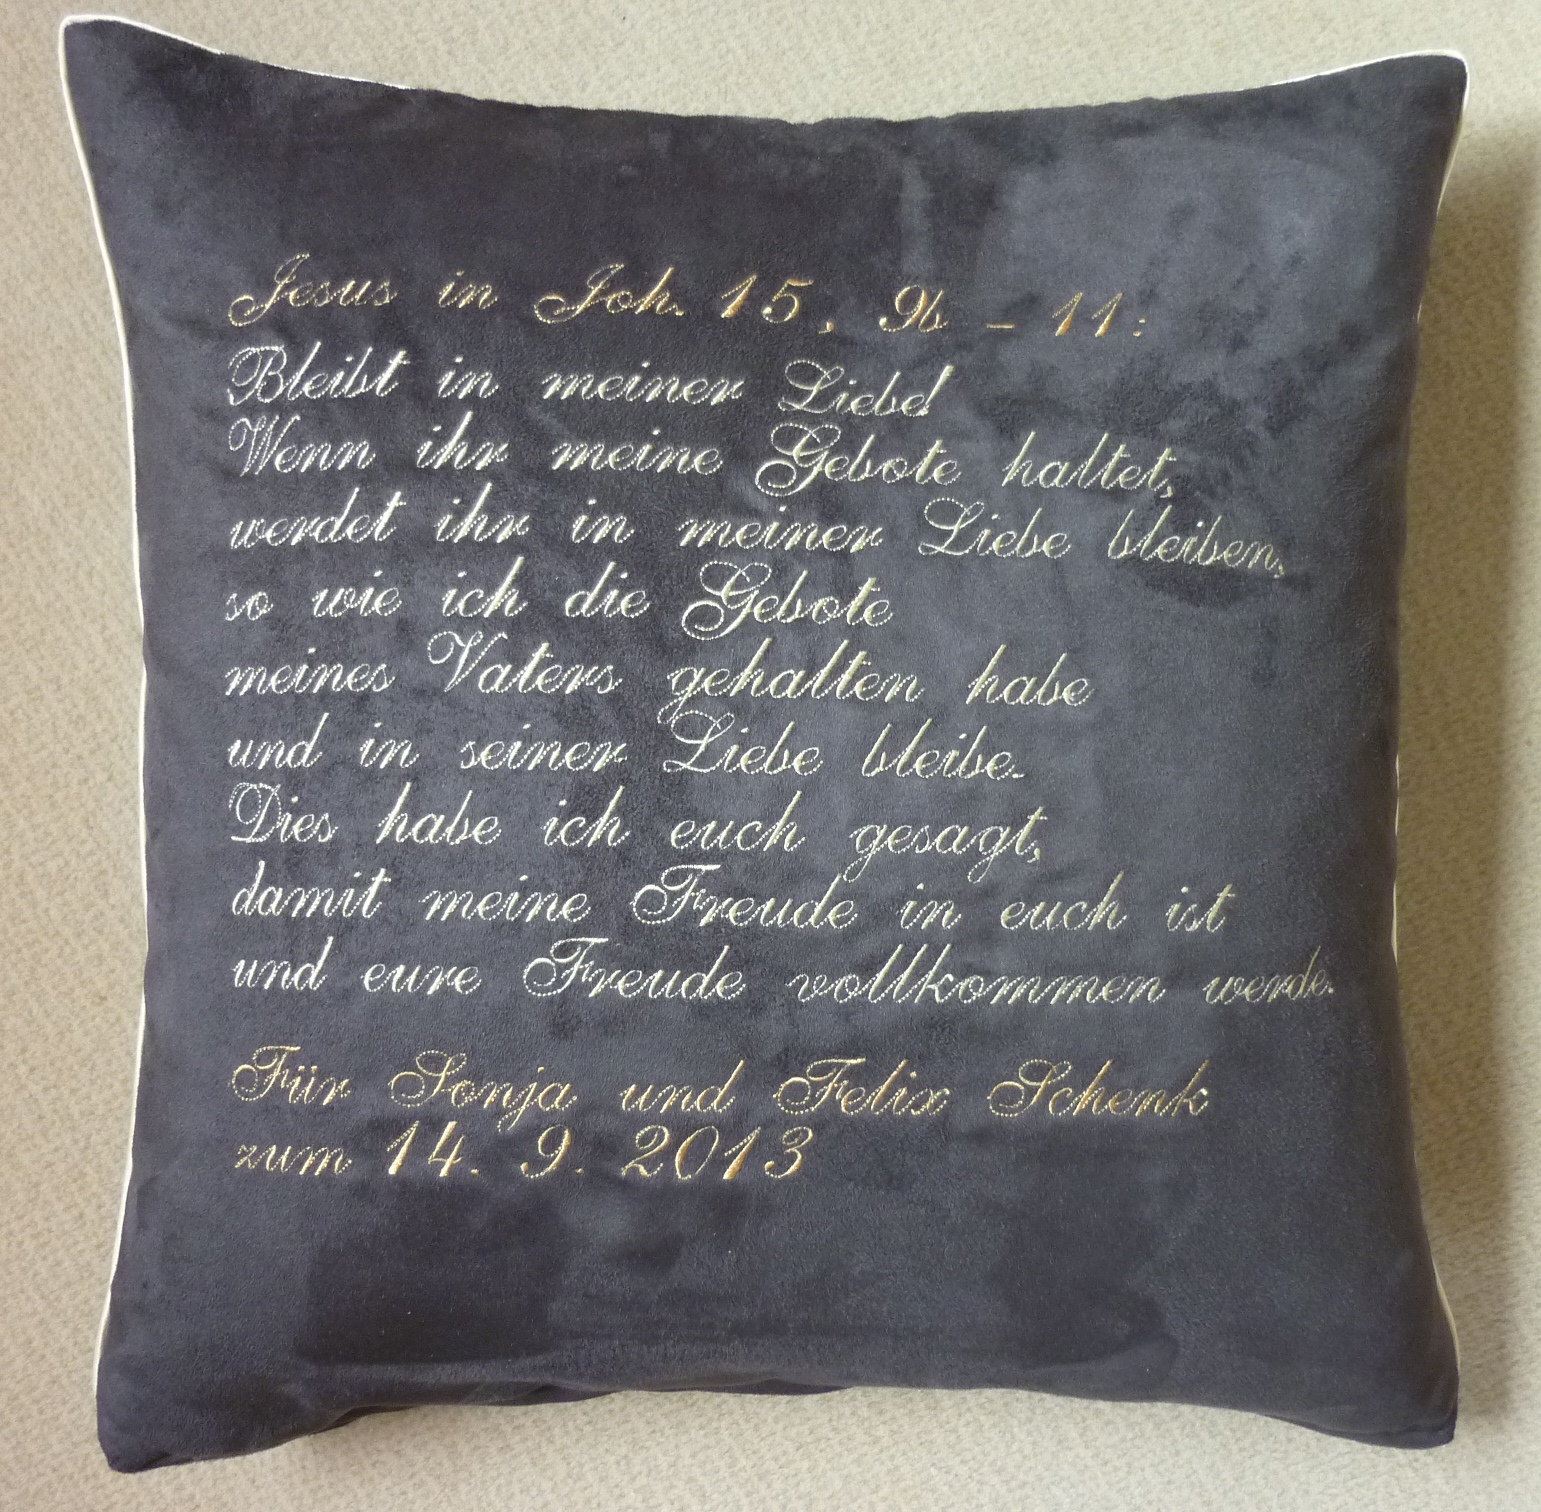 Jesus in Joh. 15, 9b - 11:
Bleibt in meiner Liebe!
Wenn ihr meine Gebote haltet,
werdet ihr in meiner Liebe bleiben,
so wie ich die Gebote
meines Vaters gehalten habe
und in seiner Liebe bleibe.
Dies habe ich euch gesagt,
damit meine Freude in euch ist
und eure Freude vollkommen werde.
Für Sonja und Felix Schenk
zum 14. 9. 2013